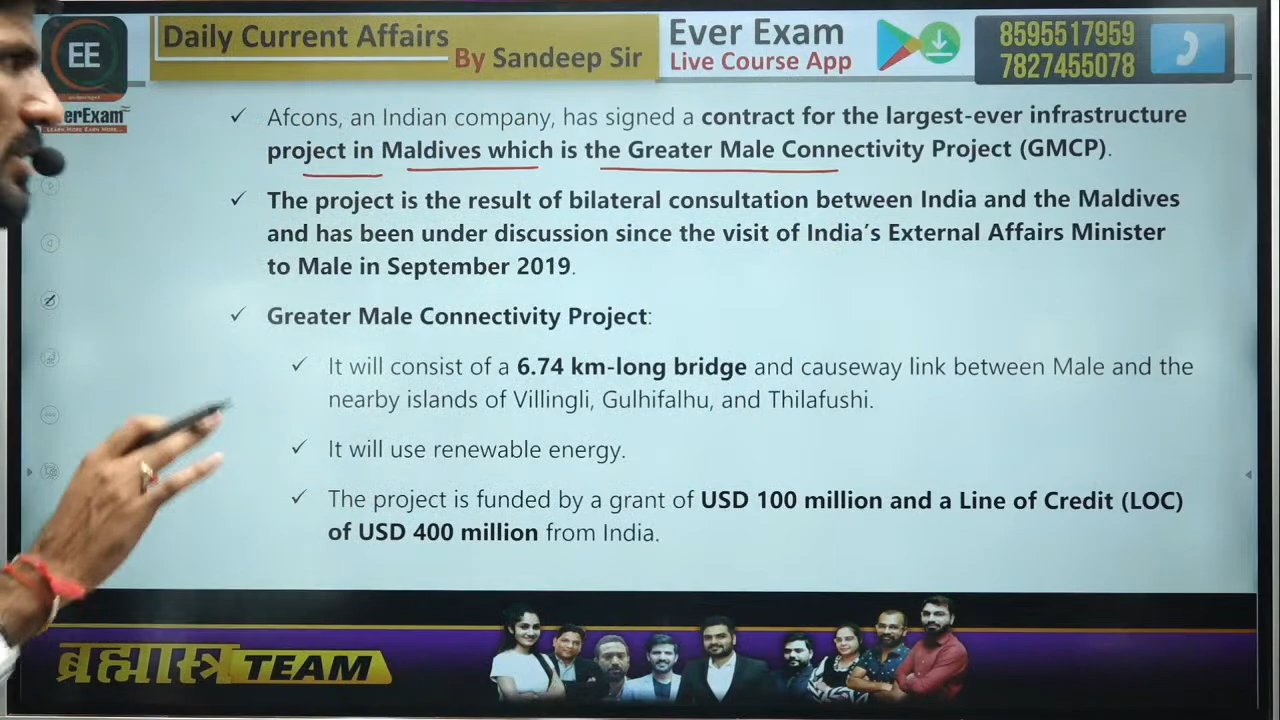 EE
Daily Current Affairs
By Sandeep Sir
Ever Exam
Live Course App
8595517959
7827455078
erExam
✓ Afcons, an Indian company, has signed a contract for the largest-ever infrastructure
project in Maldives which is the Greater Male Connectivity Project (GMCP).
✓ The project is the result of bilateral consultation between India and the Maldives
and has been under discussion since the visit of India’s External Affairs Minister
to Male in September 2019.
✓ Greater Male Connectivity Project:
✓ It will consist of a 6.74 km-long bridge and causeway link between Male and the
nearby islands of Villingli, Gulhifalhu, and Thilafushi.
✓ It will use renewable energy.
✓ The project is funded by a grant of USD 100 million and a Line of Credit (LOC)
of USD 400 million from India.
ब्रह्मास्त्र TEAM